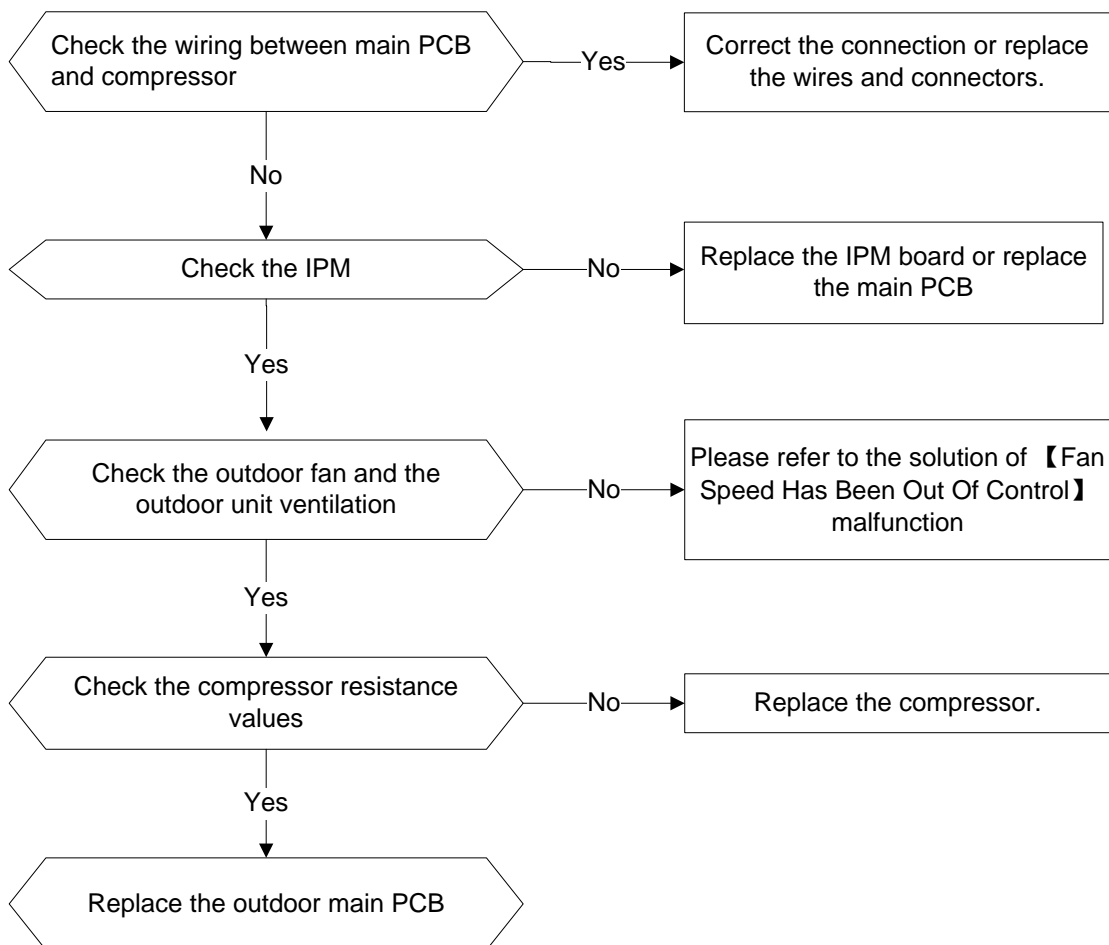 Check the wiring between main PCB
and compressor
Yes
Correct the connection or replace
the wires and connectors.
No
Check the IPM
No
Replace the IPM board or replace
the main PCB
Yes
Check the outdoor fan and the
outdoor unit ventilation
No
Please refer to the solution of 【Fan
Speed Has Been Out Of Control】
malfunction
Yes
Check the compressor resistance
values
No
Replace the compressor.
Yes
Replace the outdoor main PCB